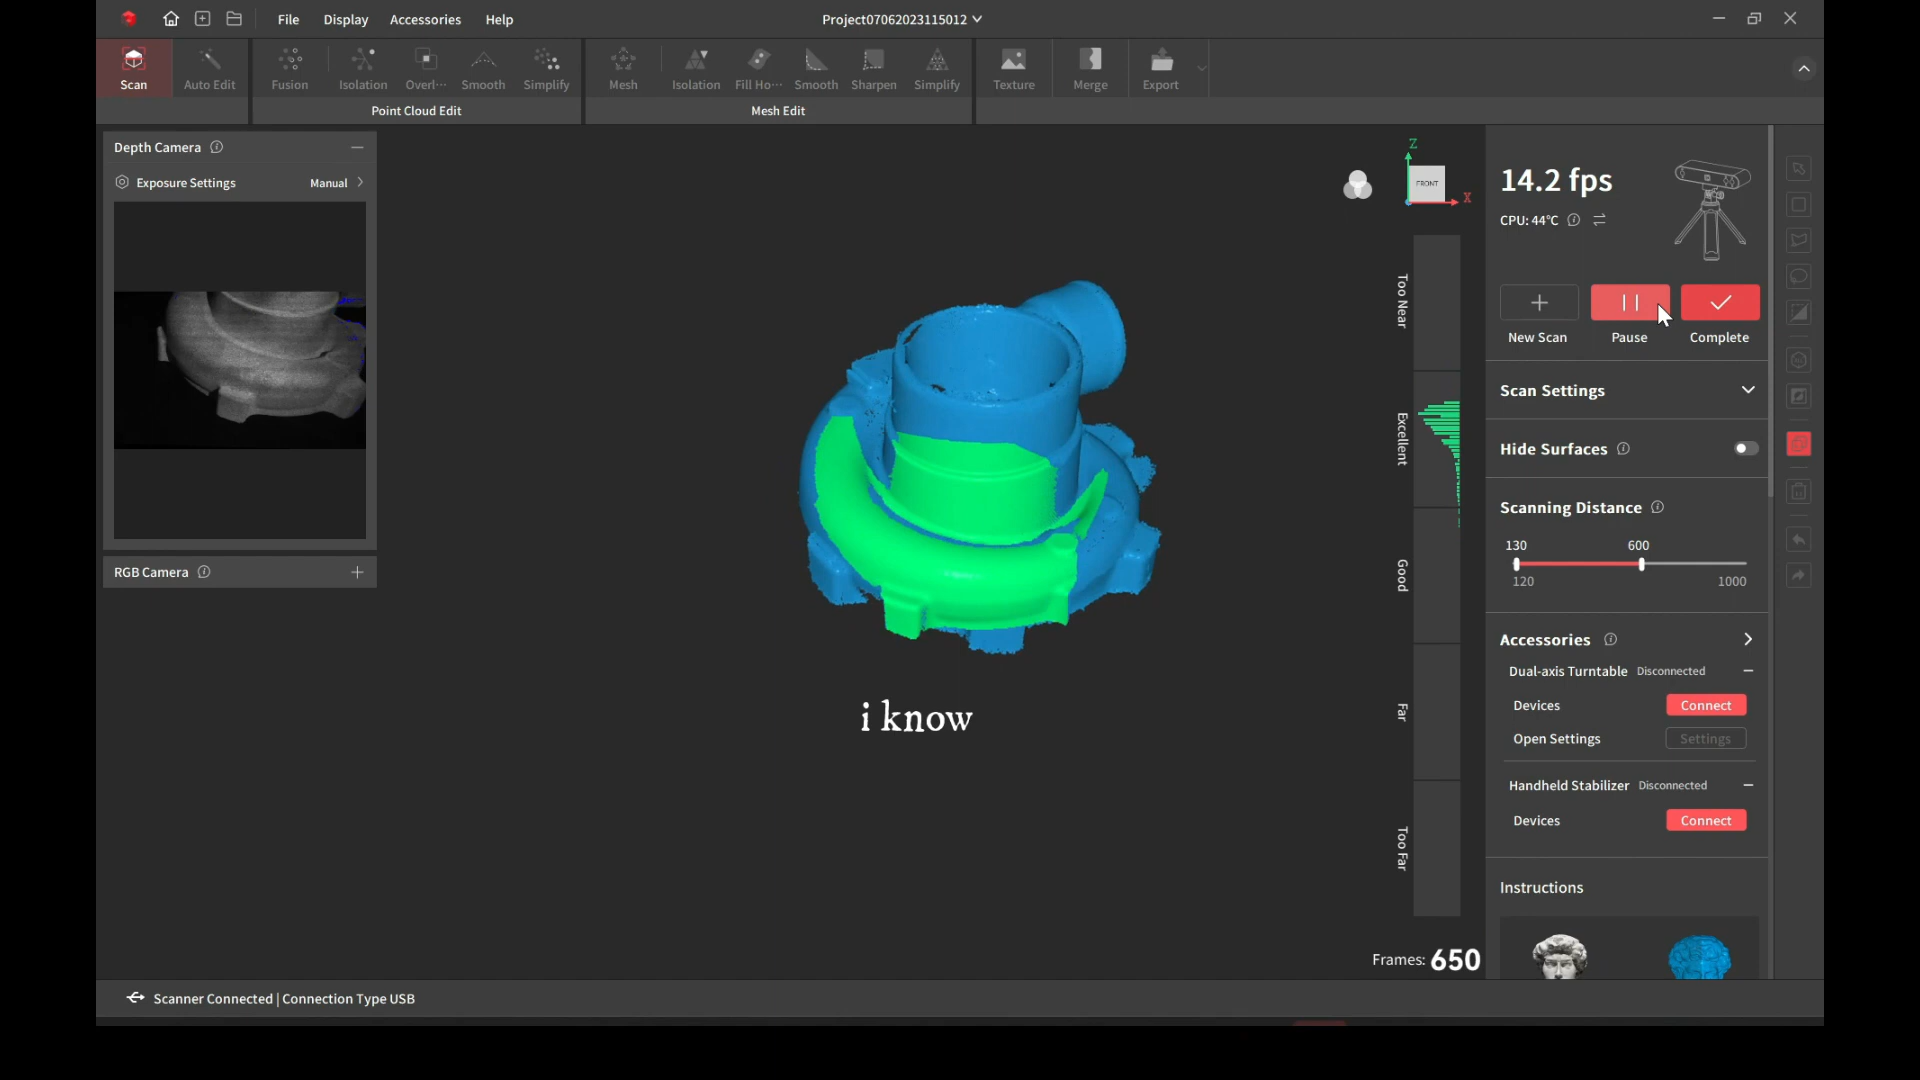 File Display Accessories Help
Project07062023115012
Scan Auto Edit Fusion Isolation Overl··· Smooth Simplify Mesh Isolation Fill Ho··· Smooth Sharpen Simplify Texture Merge Export
Point Cloud Edit Mesh Edit
Depth Camera
Exposure Settings Manual
RGB Camera
Z
FRONT
X
Too Near
Excellent
Good
Far
Too Far
i know
Frames: 650
14.2 fps
CPU: 44℃
New Scan Pause Complete
Scan Settings
Hide Surfaces
Scanning Distance
130 600
120 1000
Accessories
Dual-axis Turntable Disconnected
Devices Connect
Open Settings Settings
Handheld Stabilizer Disconnected
Devices Connect
Instructions
Scanner Connected | Connection Type USB